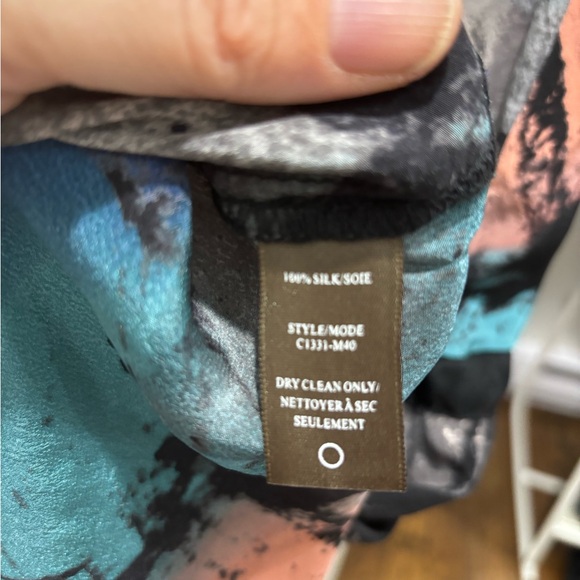 100% SILK/SOIE
STYLE/MODE
C1331-M40
DRY CLEAN ONLY/
NETTOYER À SEC
SEULEMENT